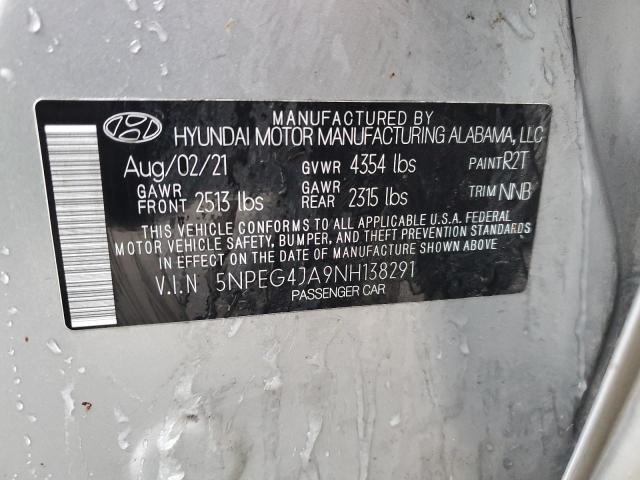 MANUFACTURED BY
HYUNDAI MOTOR MANUFACTURING ALABAMA, LLC
Aug/02/21 GVWR 4354 lbs PAINT R2T
GAWR FRONT 2513 lbs GAWR REAR 2315 lbs TRIM NNB
THIS VEHICLE CONFORMS TO ALL APPLICABLE U.S.A. FEDERAL
MOTOR VEHICLE SAFETY, BUMPER, AND THEFT PREVENTION STANDARDS
IN EFFECT ON THE DATE OF MANUFACTURE SHOWN ABOVE.
V.I.N 5NPEG4JA9NH138291
PASSENGER CAR